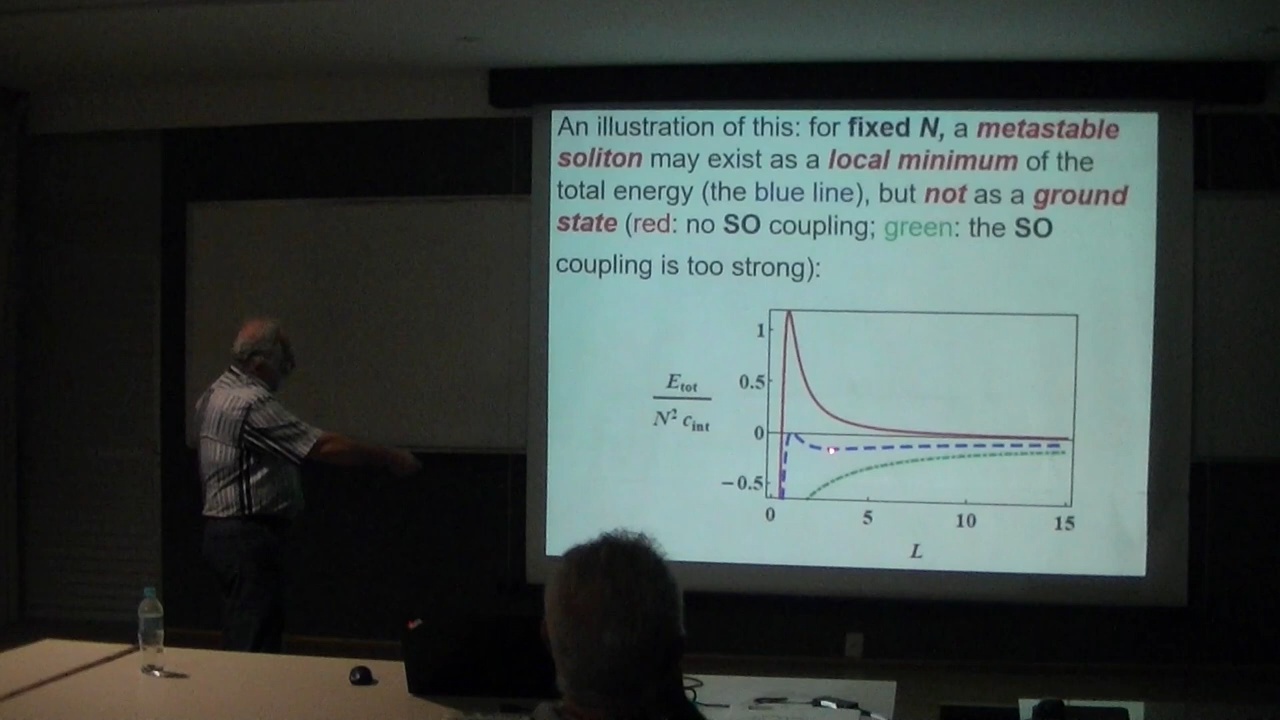 An illustration of this: for fixed N, a metastable
soliton may exist as a local minimum of the
total energy (the blue line), but not as a ground
state (red: no SO coupling; green: the SO
coupling is too strong):
1
0.5
E_tot
N² c_int
0
−0.5
0 5 10 15
L